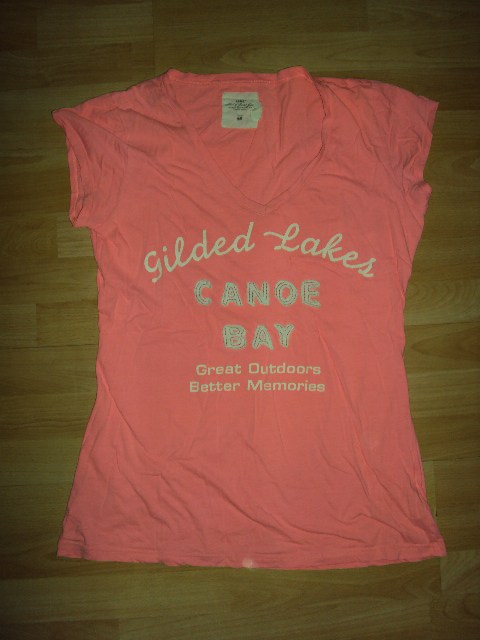 Gilded Lakes
CANOE
BAY
Great Outdoors
Better Memories